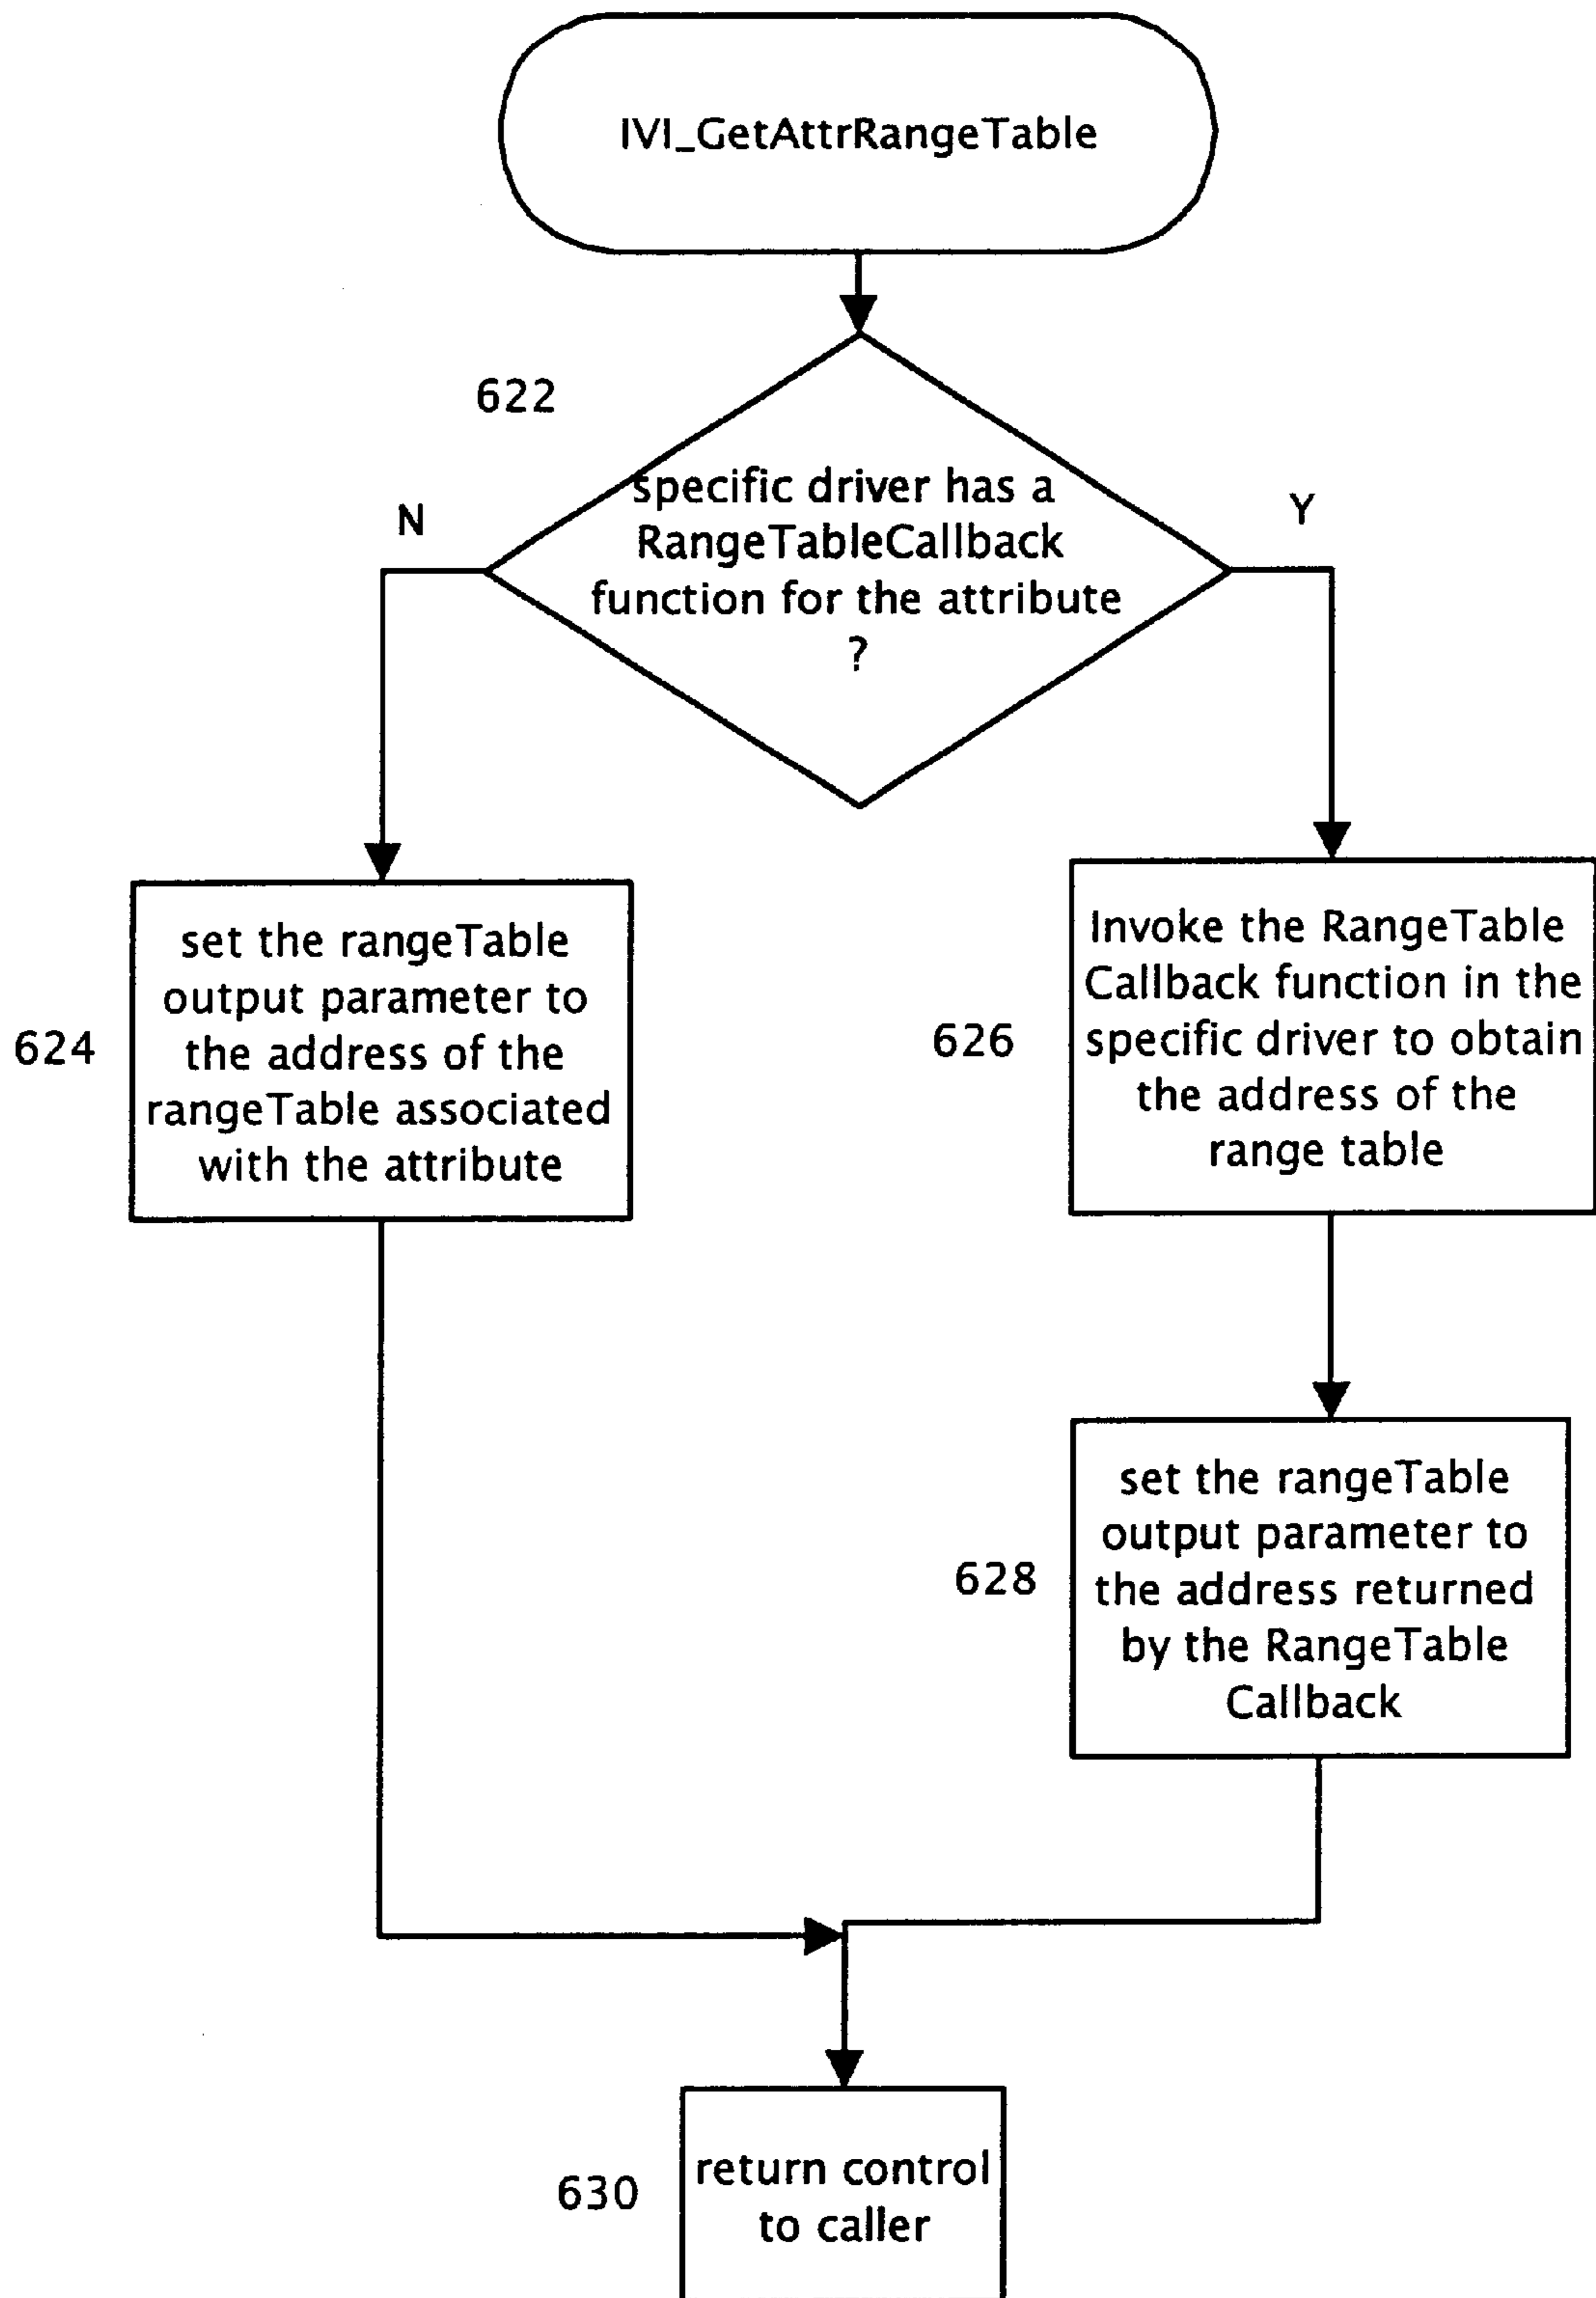 IVI_GetAttrRangeTable
622
specific driver has a
RangeTableCallback
function for the attribute
?
N
Y
set the rangeTable
output parameter to
the address of the
rangeTable associated
with the attribute
624
Invoke the RangeTable
Callback function in the
specific driver to obtain
the address of the
range table
626
set the rangeTable
output parameter to
the address returned
by the RangeTable
Callback
628
return control
to caller
630